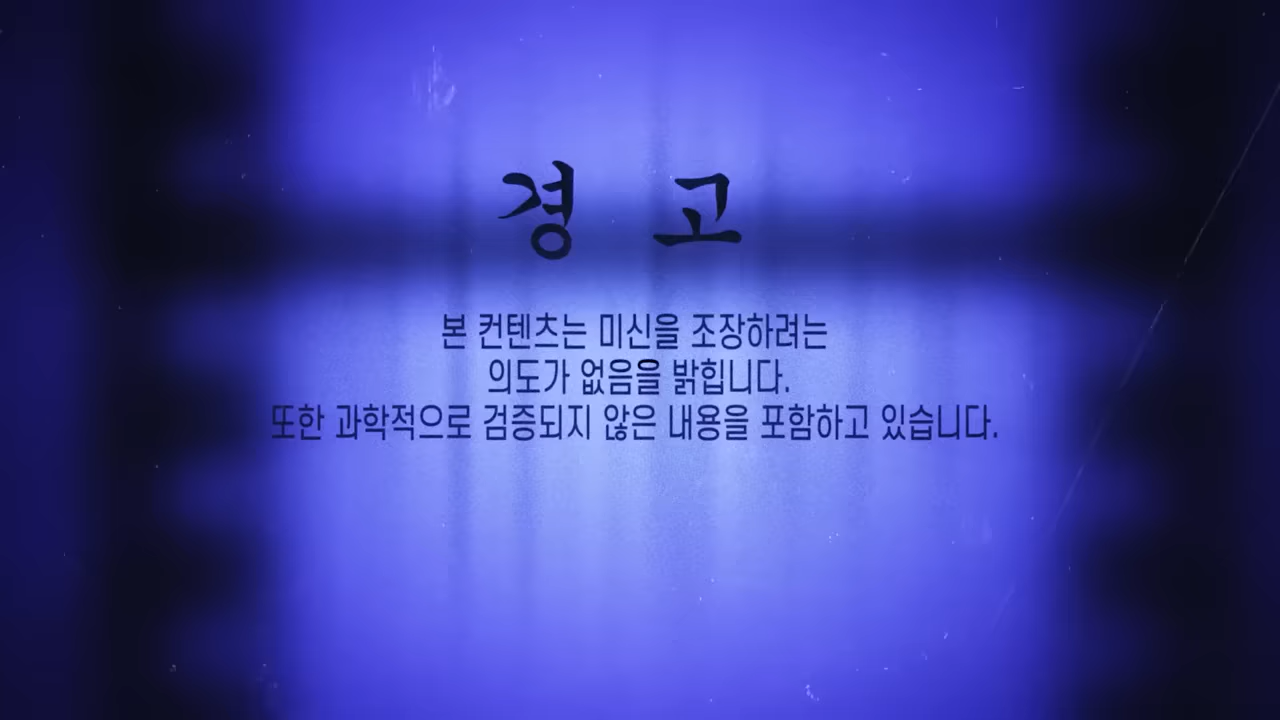 경 고
본 컨텐츠는 미신을 조장하려는
의도가 없음을 밝힙니다.
또한 과학적으로 검증되지 않은 내용을 포함하고 있습니다.